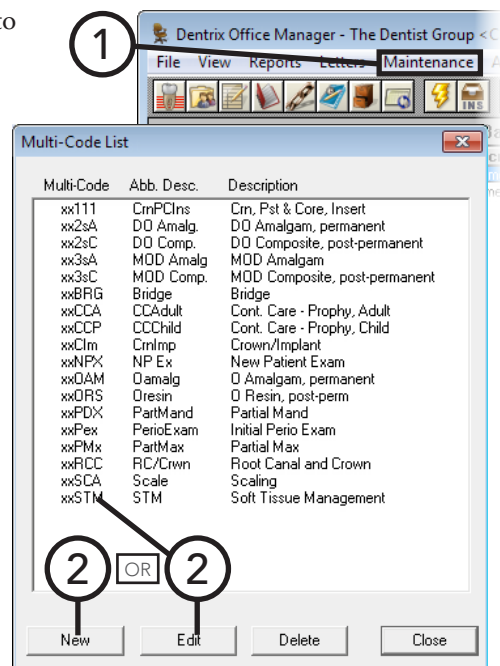 to
1
Dentrix Office Manager - The Dentist Group <C
File View Reports Letters Maintenance A
INS
Multi-Code List
Multi-Code Abb. Desc. Description
xx111 CrnPCIns Crn, Pst & Core, Insert
xx2sA DO Amalg. DO Amalgam, permanent
xx2sC DO Comp. DO Composite, post-permanent
xx3sA MOD Amalg MOD Amalgam
xx3sC MOD Comp. MOD Composite, post-permanent
xxBRG Bridge Bridge
xxCCA CCAdult Cont. Care - Prophy, Adult
xxCCP CCChild Cont. Care - Prophy, Child
xxCIm CrnImp Crown/Implant
xxNPX NP Ex New Patient Exam
xxOAM Oamalg O Amalgam, permanent
xxORS Oresin O Resin, post-perm
xxPDX PartMand Partial Mand
xxPex PerioExam Initial Perio Exam
xxPMx PartMax Partial Max
xxRCC RC/Crwn Root Canal and Crown
xxSCA Scale Scaling
xxSTM STM Soft Tissue Management
2 OR 2
New Edit Delete Close